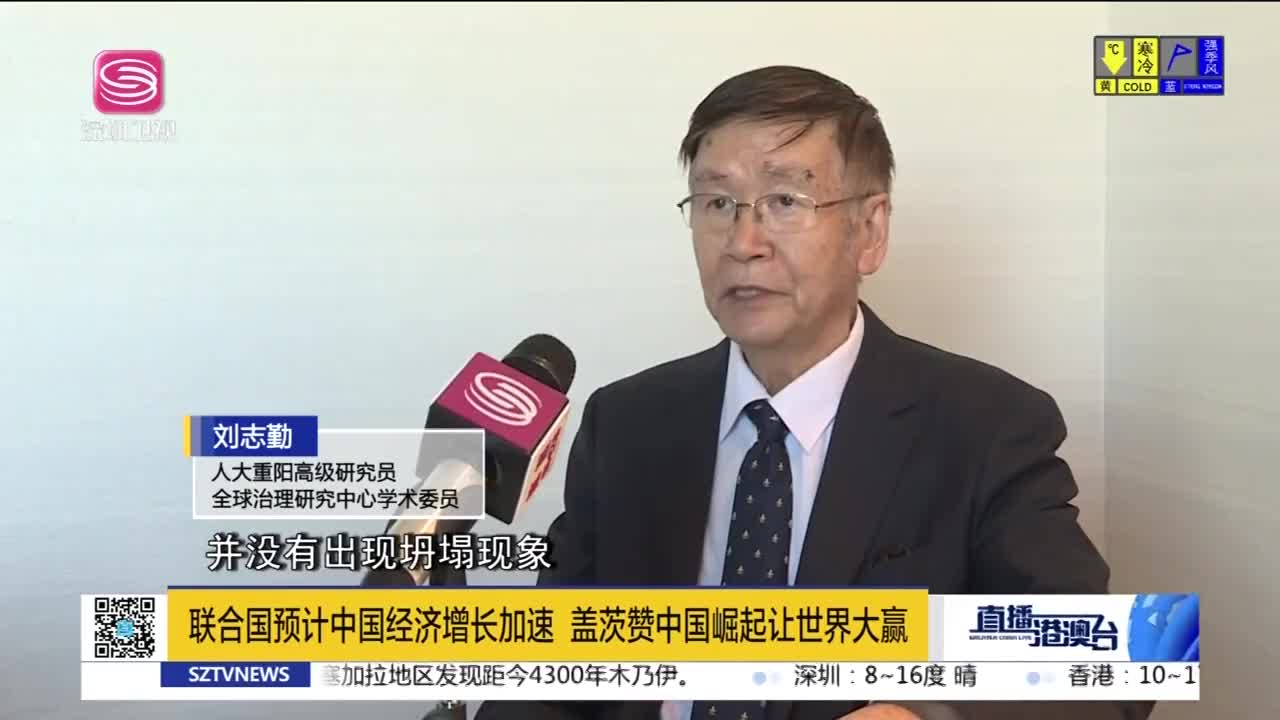 深圳卫视
℃
寒冷
强季风
黄
COLD
蓝
刘志勤
人大重阳高级研究员
全球治理研究中心学术委员
并没有出现坍塌现象
联合国预计中国经济增长加速 盖茨赞中国崛起让世界大赢
直播港澳台
SZTVNEWS
塞加拉地区发现距今4300年木乃伊。
深圳：8~16度 晴
香港：10~1